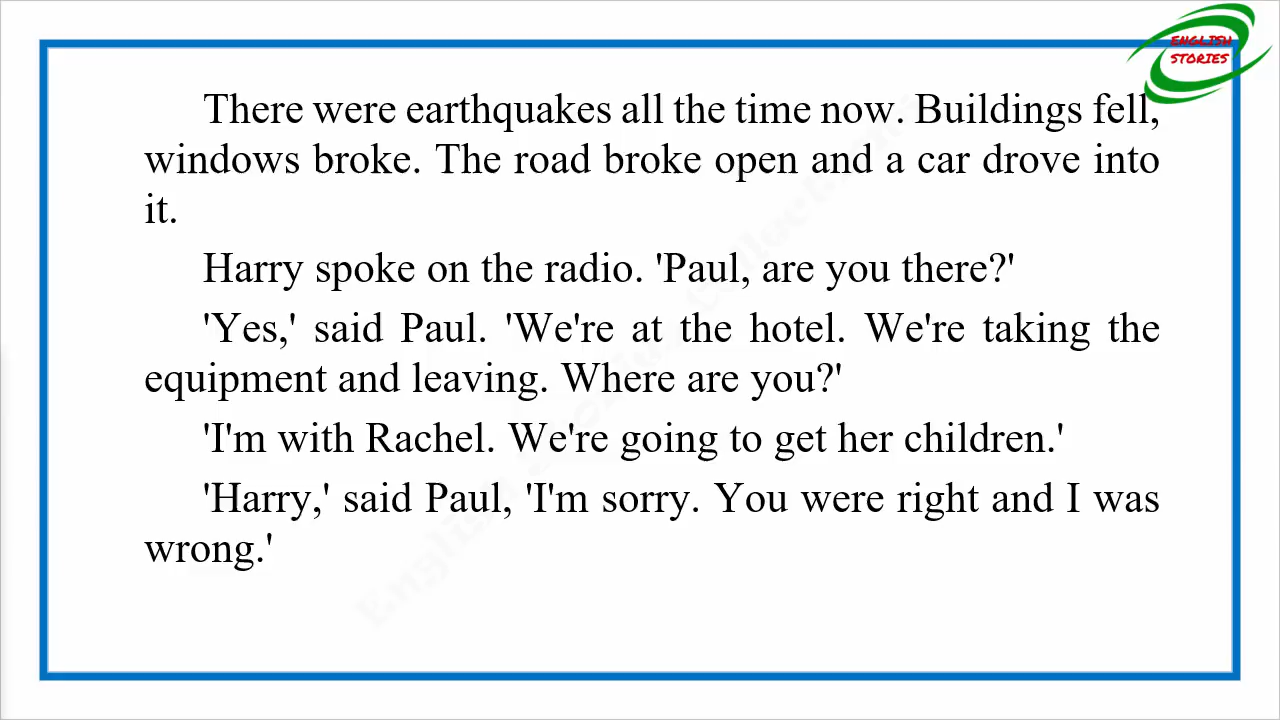 ENGLISH
STORIES
There were earthquakes all the time now. Buildings fell,
windows broke. The road broke open and a car drove into
it.
Harry spoke on the radio. 'Paul, are you there?'
'Yes,' said Paul. 'We're at the hotel. We're taking the
equipment and leaving. Where are you?'
'I'm with Rachel. We're going to get her children.'
'Harry,' said Paul, 'I'm sorry. You were right and I was
wrong.'